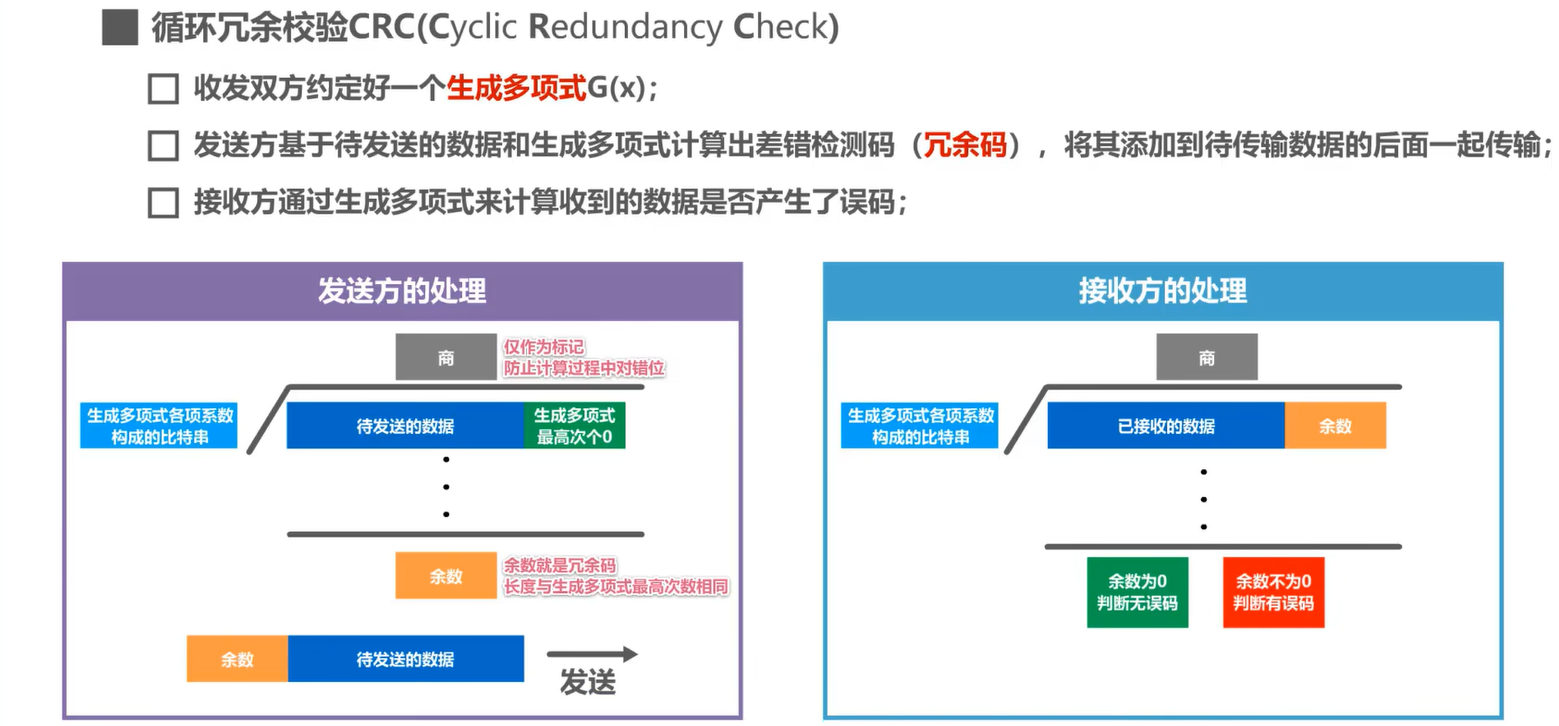 循环冗余校验CRC(Cyclic Redundancy Check)
收发双方约定好一个生成多项式G(x)；
发送方基于待发送的数据和生成多项式计算出差错检测码（冗余码），将其添加到待传输数据的后面一起传输；
接收方通过生成多项式来计算收到的数据是否产生了误码；
发送方的处理
商
仅作为标记
防止计算过程中对错位
生成多项式各项系数
构成的比特串
待发送的数据
生成多项式
最高次个0
余数
余数就是冗余码
长度与生成多项式最高次数相同
余数
待发送的数据
发送
接收方的处理
商
生成多项式各项系数
构成的比特串
已接收的数据
余数
余数为0
判断无误码
余数不为0
判断有误码